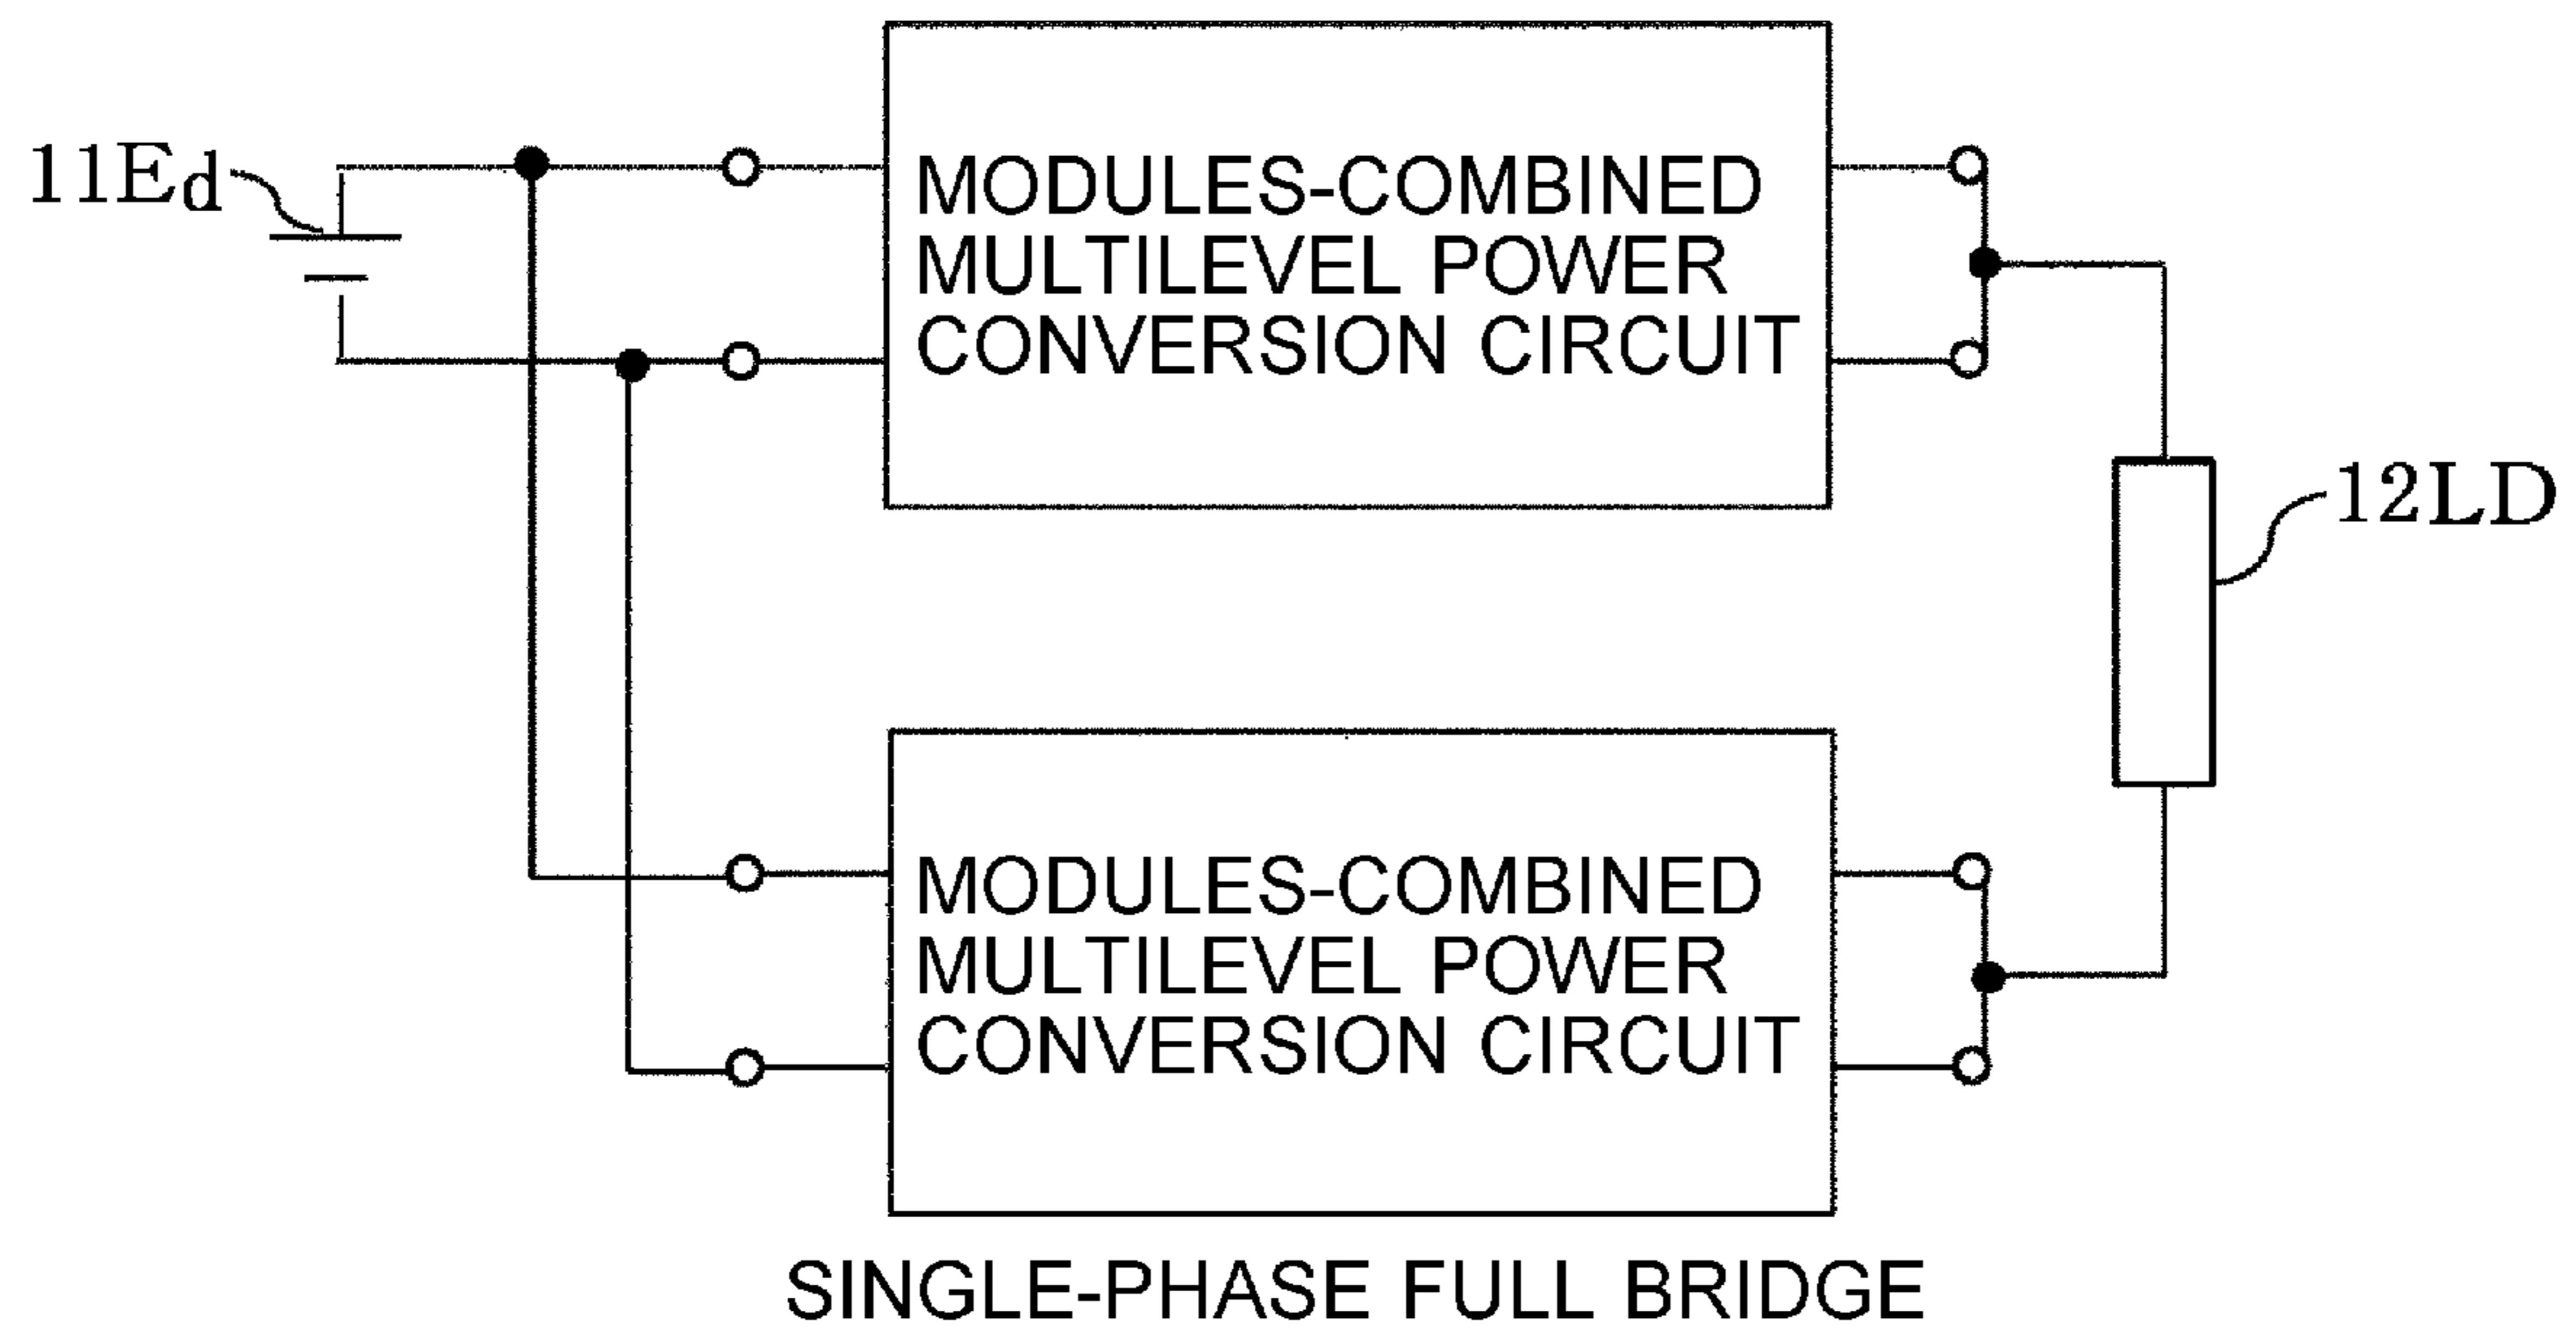 11Ed
MODULES-COMBINED
MULTILEVEL POWER
CONVERSION CIRCUIT
12LD
MODULES-COMBINED
MULTILEVEL POWER
CONVERSION CIRCUIT
SINGLE-PHASE FULL BRIDGE